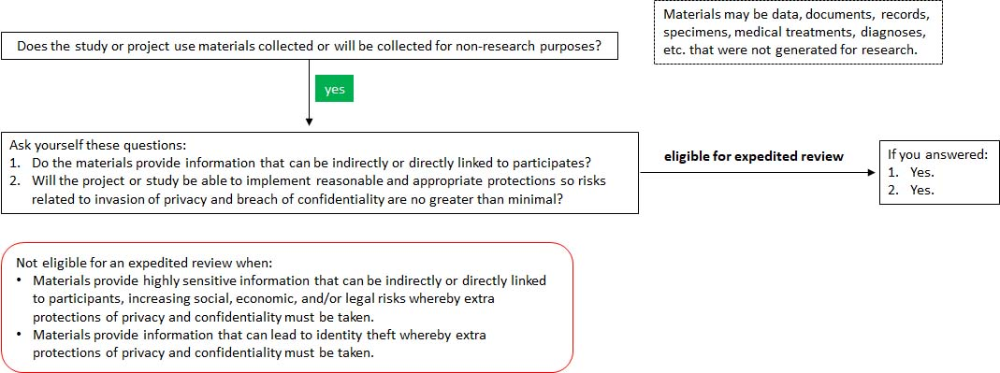 Does the study or project use materials collected or will be collected for non-research purposes?
Materials may be data, documents, records,
specimens, medical treatments, diagnoses,
etc. that were not generated for research.
yes
Ask yourself these questions:
1. Do the materials provide information that can be indirectly or directly linked to participates?
2. Will the project or study be able to implement reasonable and appropriate protections so risks
related to invasion of privacy and breach of confidentiality are no greater than minimal?
eligible for expedited review
If you answered:
1. Yes.
2. Yes.
Not eligible for an expedited review when:
• Materials provide highly sensitive information that can be indirectly or directly linked
to participants, increasing social, economic, and/or legal risks whereby extra
protections of privacy and confidentiality must be taken.
• Materials provide information that can lead to identity theft whereby extra
protections of privacy and confidentiality must be taken.